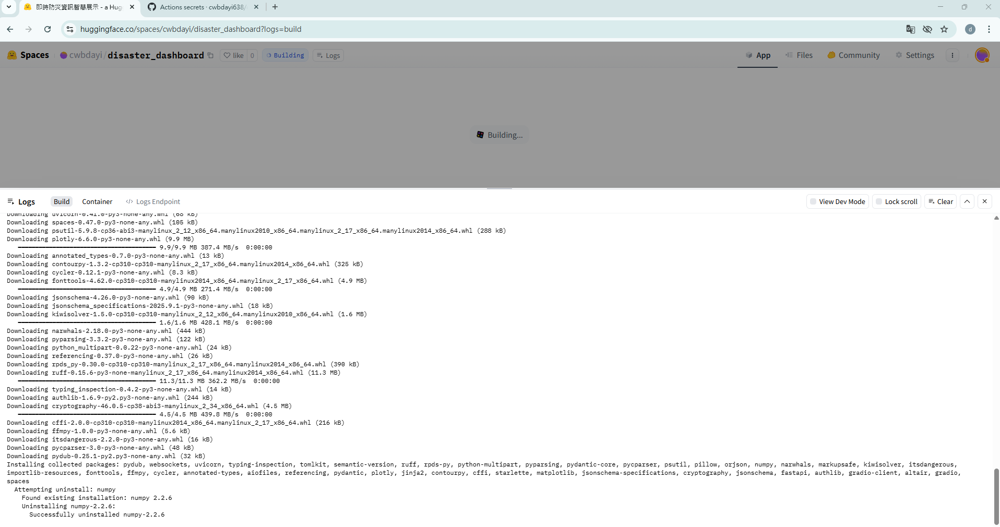 即時防災資訊智慧展示 - a Hug
Actions secrets · cwbdayi638/
huggingface.co/spaces/cwbdayi/disaster_dashboard?logs=build
d
Spaces
cwbdayi/disaster_dashboard
like 0
Building
Logs
App
Files
Community
Settings
Building...
Logs
Build
Container
Logs Endpoint
View Dev Mode
Lock scroll
Clear
Downloading uvicorn-0.41.0-py3-none-any.whl (68 kB)
Downloading spaces-0.47.0-py3-none-any.whl (105 kB)
Downloading psutil-5.9.8-cp36-abi3-manylinux_2_12_x86_64.manylinux2010_x86_64.manylinux_2_17_x86_64.manylinux2014_x86_64.whl (288 kB)
Downloading plotly-6.6.0-py3-none-any.whl (9.9 MB)
9.9/9.9 MB 387.4 MB/s 0:00:00
Downloading annotated_types-0.7.0-py3-none-any.whl (13 kB)
Downloading contourpy-1.3.2-cp310-cp310-manylinux_2_17_x86_64.manylinux2014_x86_64.whl (325 kB)
Downloading cycler-0.12.1-py3-none-any.whl (8.3 kB)
Downloading fonttools-4.62.0-cp310-cp310-manylinux2014_x86_64.manylinux_2_17_x86_64.whl (4.9 MB)
4.9/4.9 MB 271.4 MB/s 0:00:00
Downloading jsonschema-4.26.0-py3-none-any.whl (90 kB)
Downloading jsonschema_specifications-2025.9.1-py3-none-any.whl (18 kB)
Downloading kiwisolver-1.5.0-cp310-cp310-manylinux_2_12_x86_64.manylinux2010_x86_64.whl (1.6 MB)
1.6/1.6 MB 428.1 MB/s 0:00:00
Downloading narwhals-2.18.0-py3-none-any.whl (444 kB)
Downloading pyparsing-3.3.2-py3-none-any.whl (122 kB)
Downloading python_multipart-0.0.22-py3-none-any.whl (24 kB)
Downloading referencing-0.37.0-py3-none-any.whl (26 kB)
Downloading rpds_py-0.30.0-cp310-cp310-manylinux_2_17_x86_64.manylinux2014_x86_64.whl (390 kB)
Downloading ruff-0.15.6-py3-none-manylinux_2_17_x86_64.manylinux2014_x86_64.whl (11.3 MB)
11.3/11.3 MB 362.2 MB/s 0:00:00
Downloading typing_inspection-0.4.2-py3-none-any.whl (14 kB)
Downloading authlib-1.6.9-py2.py3-none-any.whl (244 kB)
Downloading cryptography-46.0.5-cp38-abi3-manylinux_2_34_x86_64.whl (4.5 MB)
4.5/4.5 MB 439.8 MB/s 0:00:00
Downloading cffi-2.0.0-cp310-cp310-manylinux2014_x86_64.manylinux_2_17_x86_64.whl (216 kB)
Downloading ffmpy-1.0.0-py3-none-any.whl (5.6 kB)
Downloading itsdangerous-2.2.0-py3-none-any.whl (16 kB)
Downloading pycparser-3.0-py3-none-any.whl (48 kB)
Downloading pydub-0.25.1-py2.py3-none-any.whl (32 kB)
Installing collected packages: pydub, websockets, uvicorn, typing-inspection, tomlkit, semantic-version, ruff, rpds-py, python-multipart, pyparsing, pydantic-core, pycparser, psutil, pillow, orjson, numpy, narwhals, markupsafe, kiwisolver, itsdangerous,
importlib-resources, fonttools, ffmpy, cycler, annotated-types, aiofiles, referencing, pydantic, plotly, jinja2, contourpy, cffi, starlette, matplotlib, jsonschema-specifications, cryptography, jsonschema, fastapi, authlib, gradio-client, altair, gradio,
spaces
Attempting uninstall: numpy
Found existing installation: numpy 2.2.6
Uninstalling numpy-2.2.6:
Successfully uninstalled numpy-2.2.6